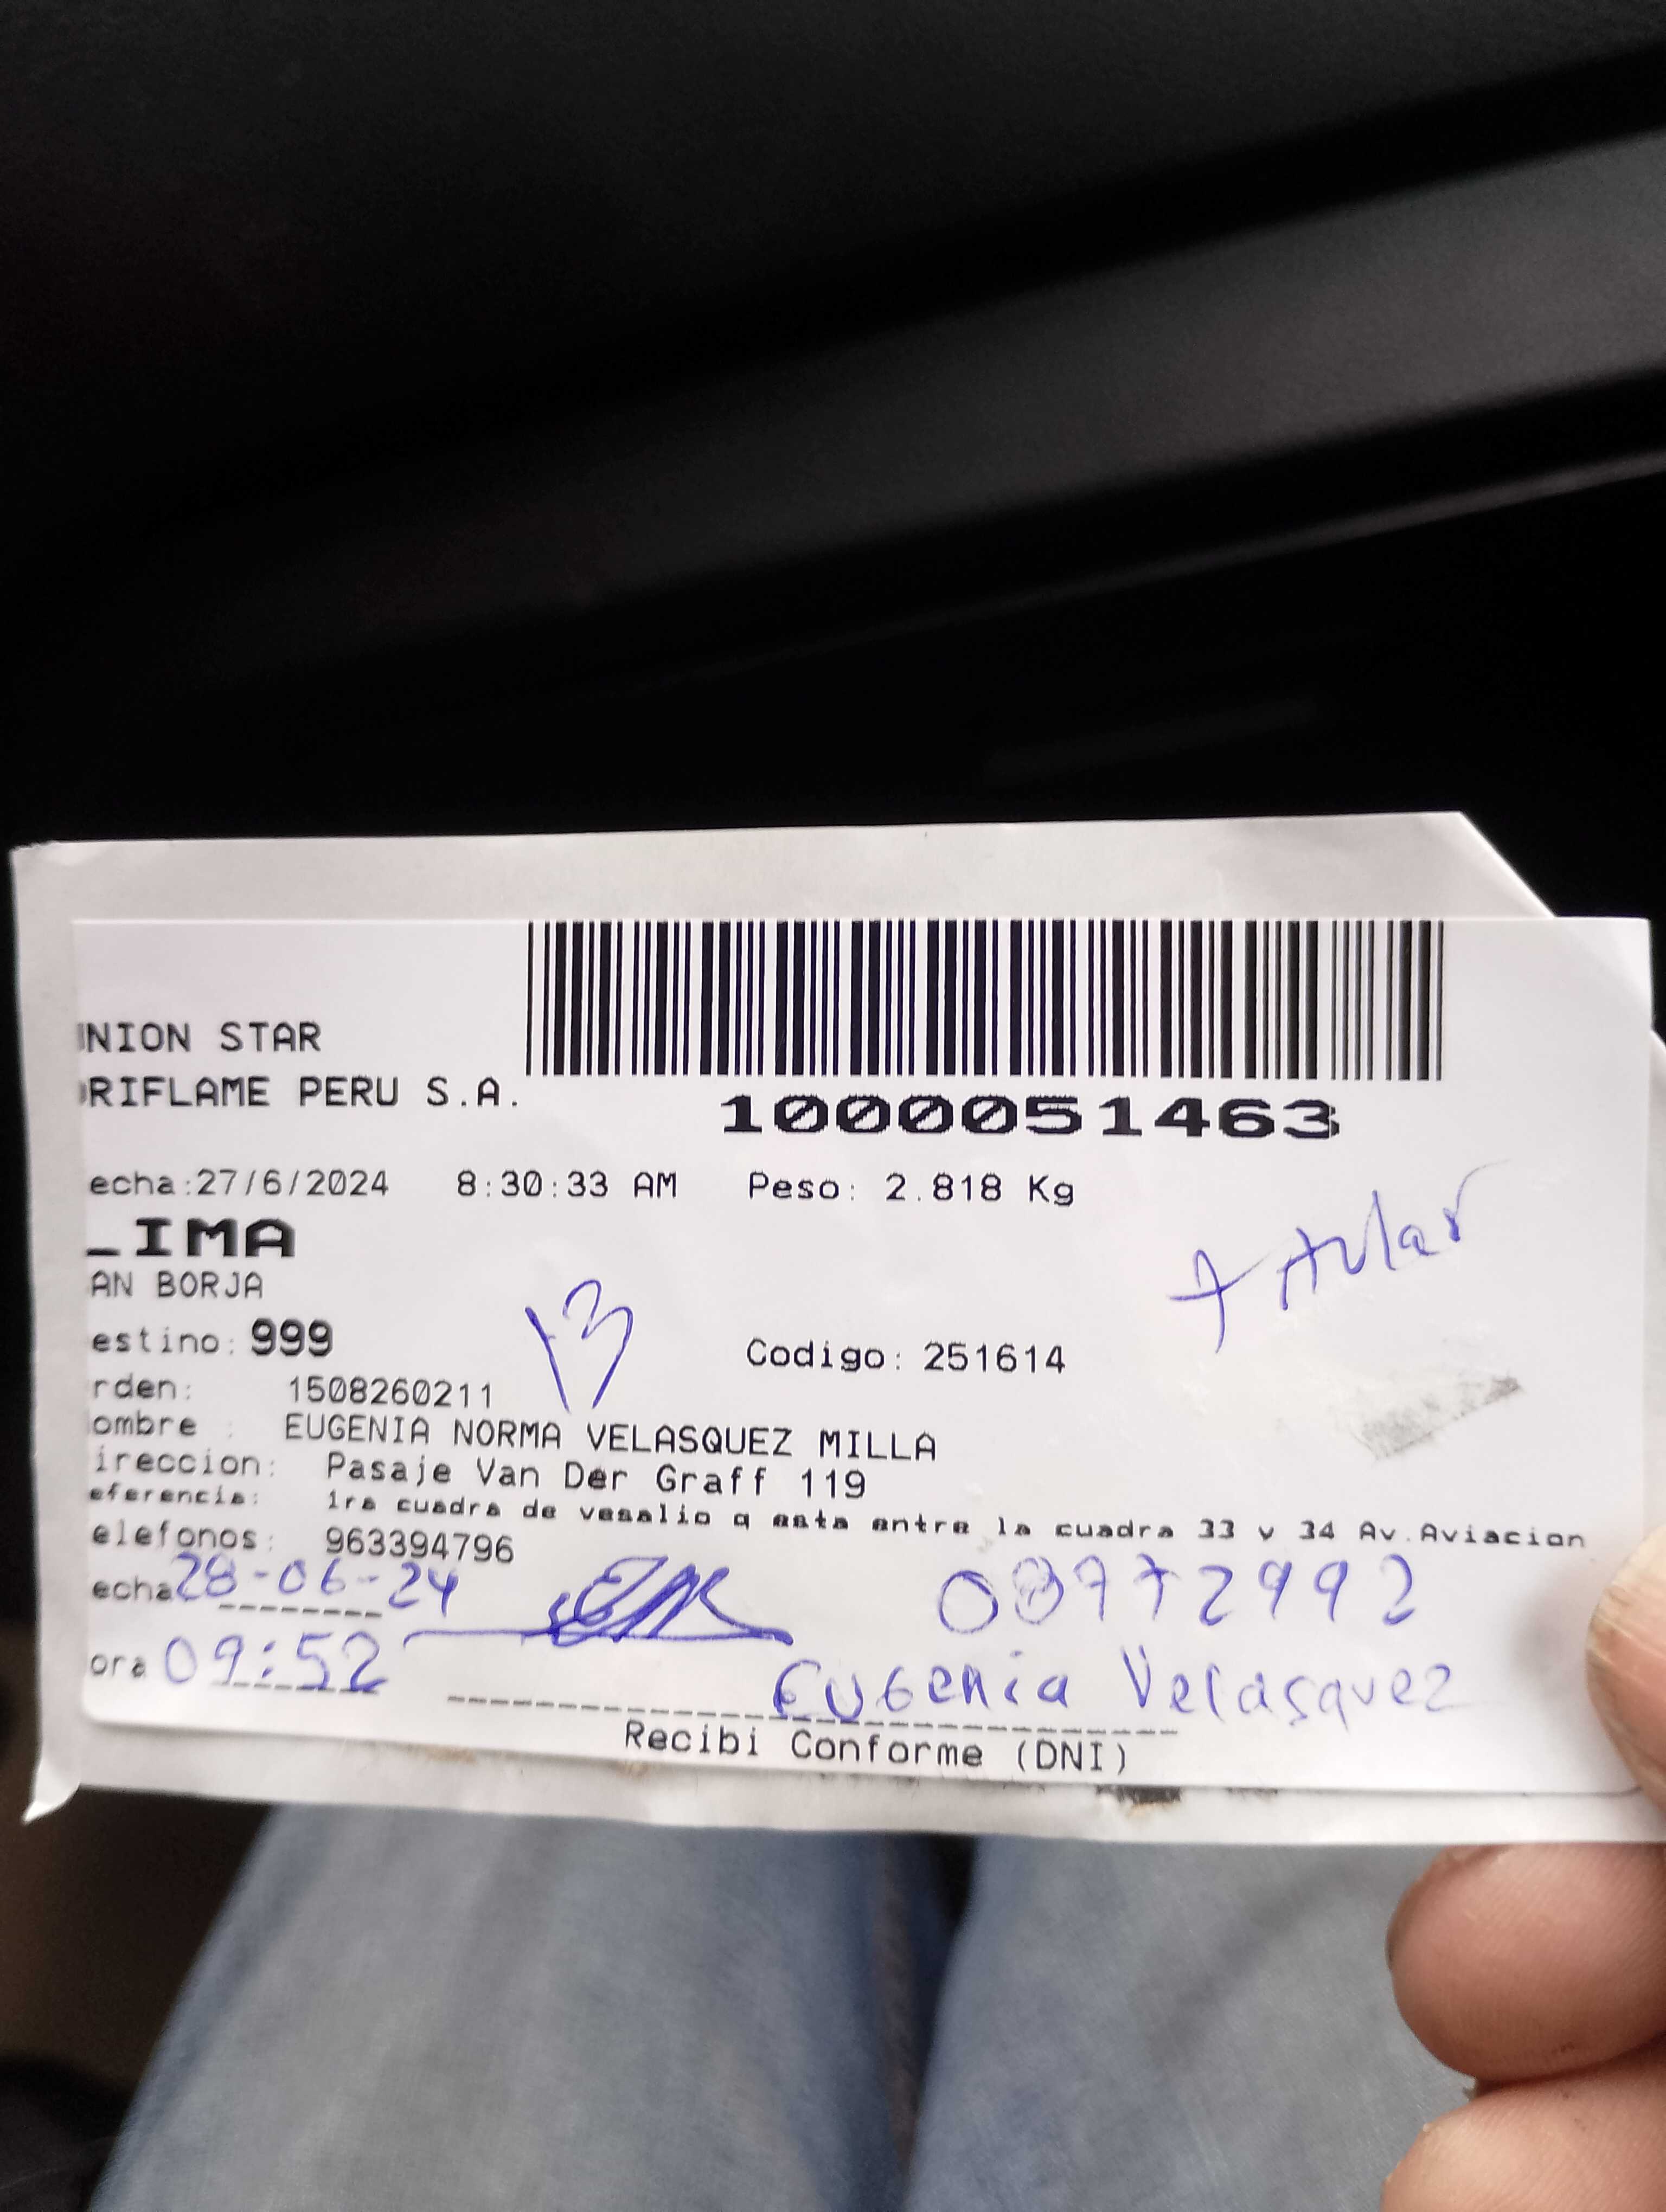 NION STAR
ORIFLAME PERU S.A.
1000051463
echa:27/6/2024 8:30:33 AM Peso: 2.818 Kg
LIMA
AN BORJA
titular
estino: 999
13
Codigo: 251614
rden: 1508260211
ombre : EUGENIA NORMA VELASQUEZ MILLA
ireccion: Pasaje Van Der Graff 119
eferencia: 1ra cuadra de vesalio q esta entre la cuadra 33 y 34 Av.Aviacion
elefonos: 963394796
echa 28-06-24
08772992
ora 09:52
Eugenia Velasquez
Recibi Conforme (DNI)